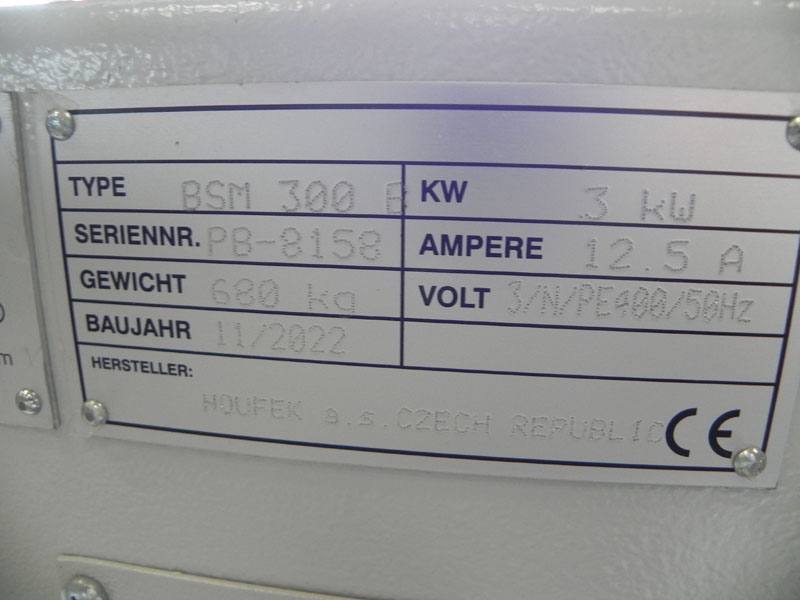 TYPE BSM 300 B KW 3 kW
SERIENNR. PB-8158 AMPERE 12.5 A
GEWICHT 680 kg VOLT 3/N/PE400/50Hz
BAUJAHR 11/2022
HERSTELLER:
HOUFEK a.s.CZECH REPUBLIC CE
m